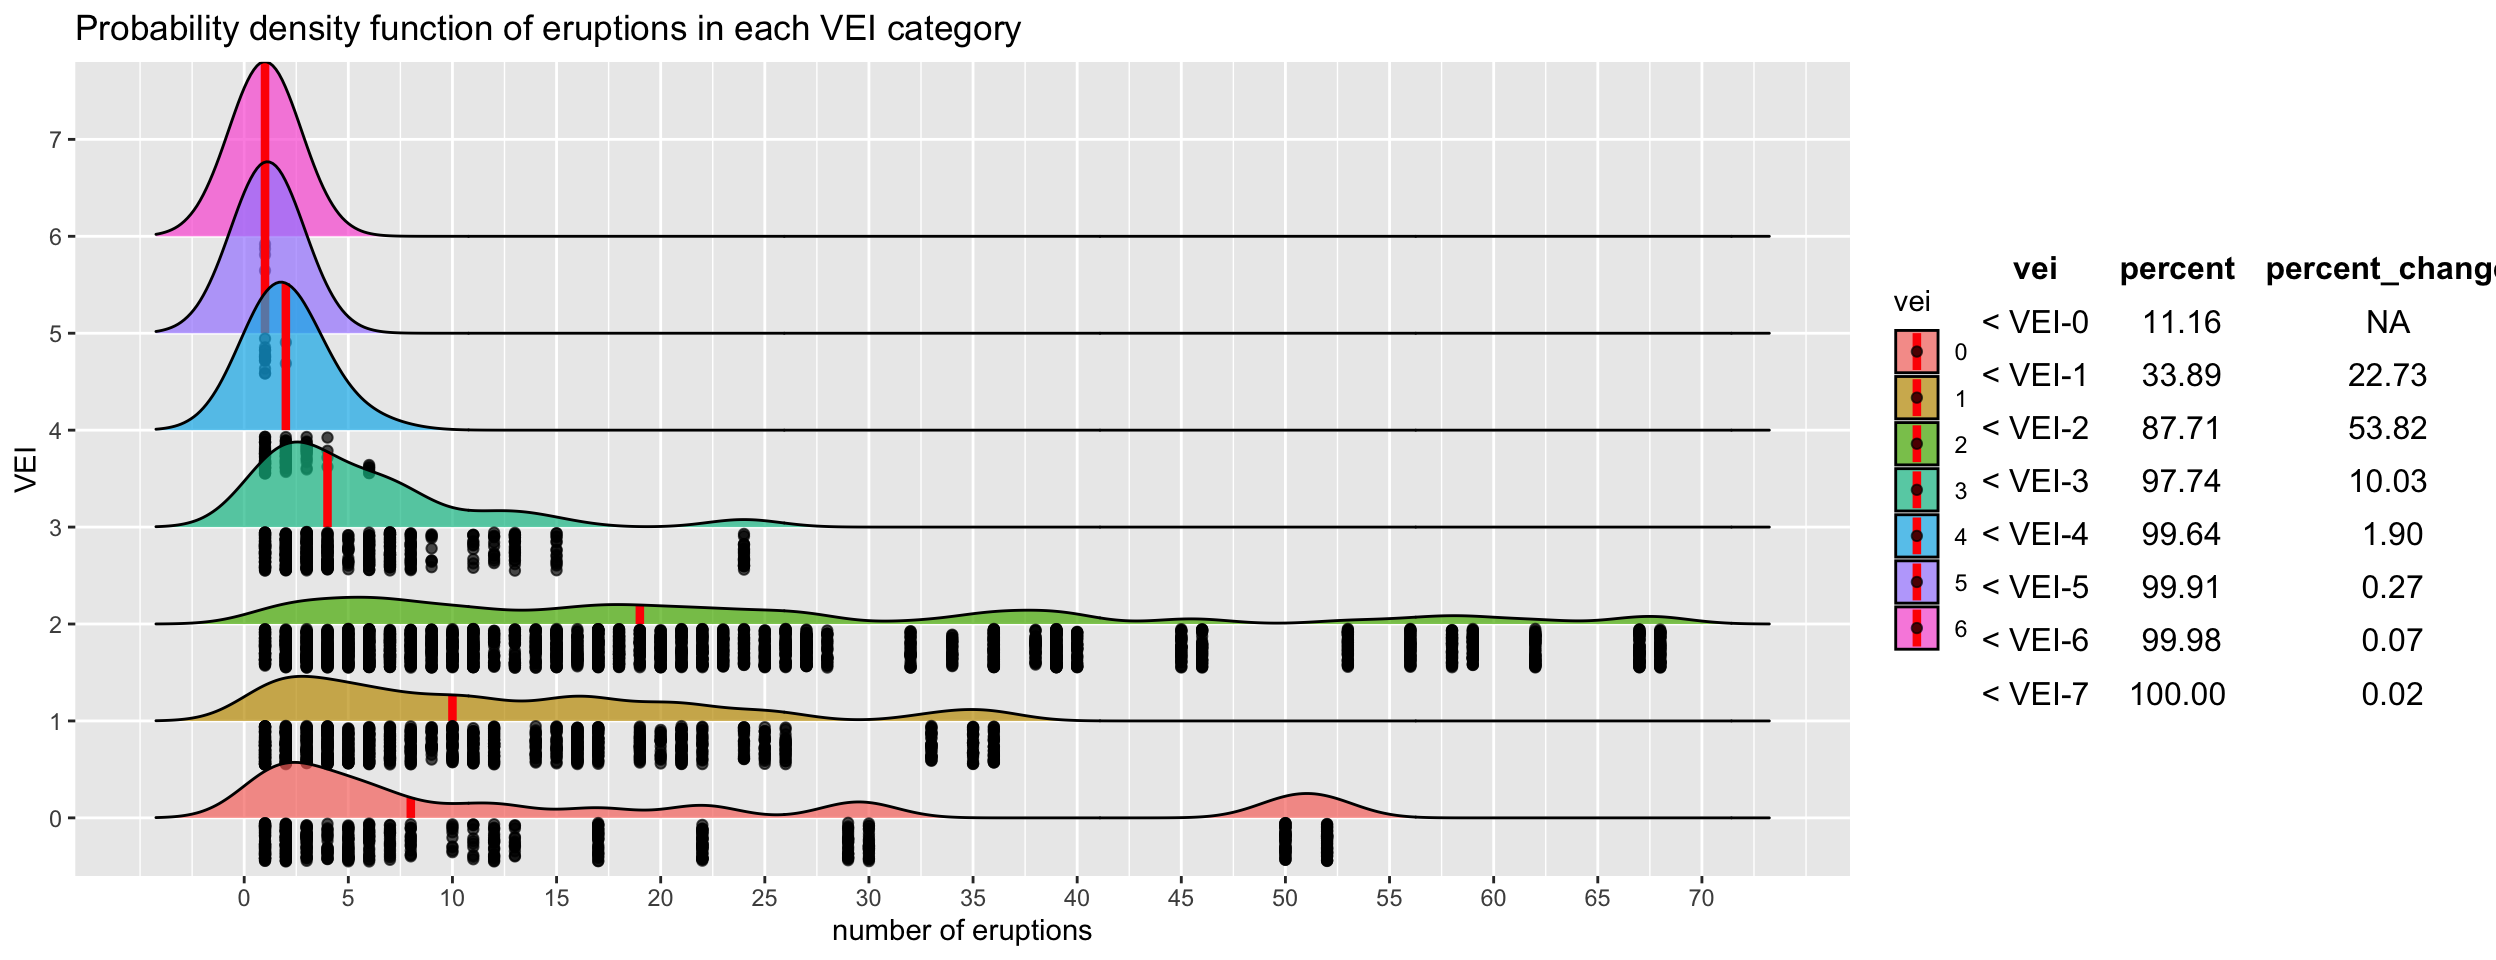 Probability density function of eruptions in each VEI category
7
6
5
4
3
2
1
0
VEI
0 5 10 15 20 25 30 35 40 45 50 55 60 65 70
number of eruptions
vei
0
1
2
3
4
5
6
vei percent percent_change
< VEI-0 11.16 NA
< VEI-1 33.89 22.73
< VEI-2 87.71 53.82
< VEI-3 97.74 10.03
< VEI-4 99.64 1.90
< VEI-5 99.91 0.27
< VEI-6 99.98 0.07
< VEI-7 100.00 0.02